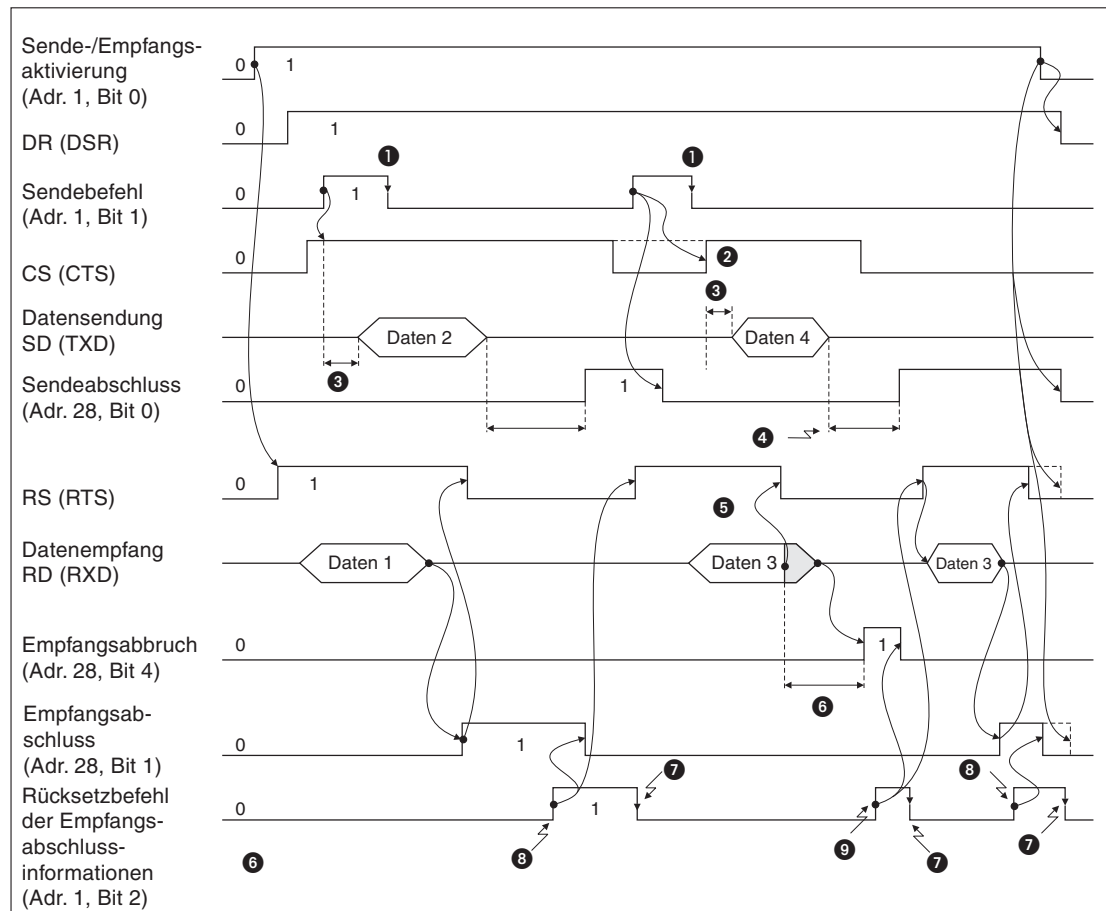 Sende-/Empfangs-
aktivierung
(Adr. 1, Bit 0)
0
1
DR (DSR)
0
1
❶
❶
Sendebefehl
(Adr. 1, Bit 1)
0
1
CS (CTS)
0
❷
❸
Datensendung
SD (TXD)
Daten 2
Daten 4
❸
Sendeabschluss
(Adr. 28, Bit 0)
0
1
❹
RS (RTS)
0
1
❺
Datenempfang
RD (RXD)
Daten 1
Daten 3
Daten 3
Empfangsabbruch
(Adr. 28, Bit 4)
0
1
❻
Empfangsab-
schluss
(Adr. 28, Bit 1)
0
1
❼
❽
Rücksetzbefehl
der Empfangs-
abschluss-
informationen
(Adr. 1, Bit 2)
0
1
❻
❽
❾
❼
❼